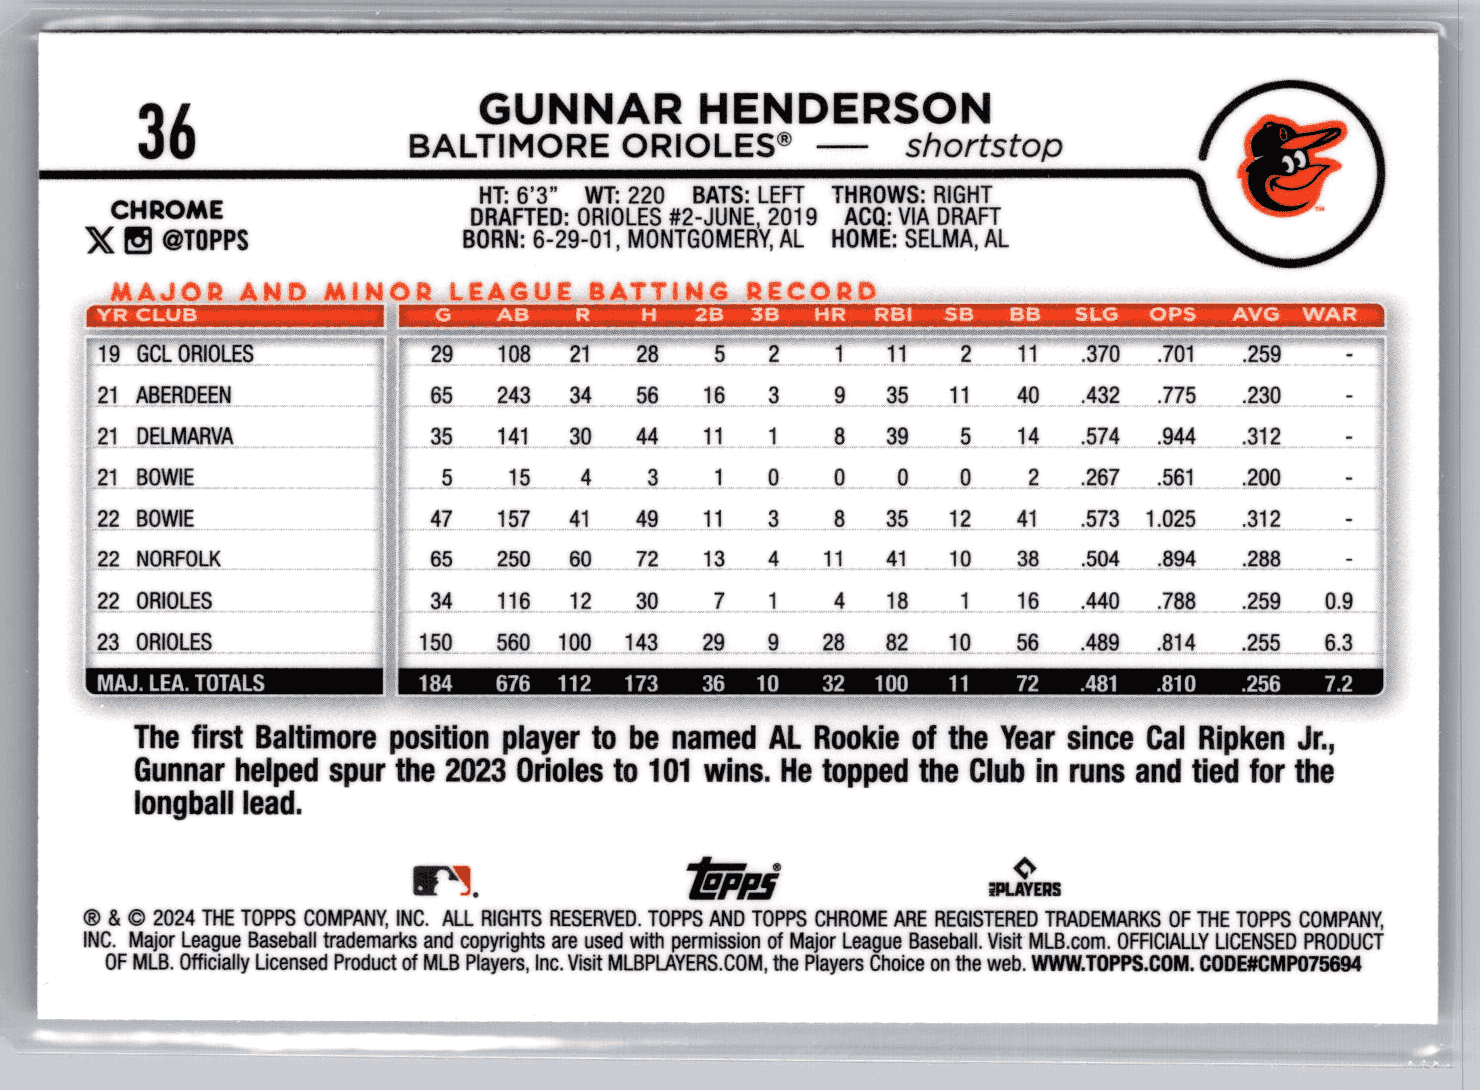 36
GUNNAR HENDERSON
BALTIMORE ORIOLES® — shortstop
CHROME
@TOPPS
HT: 6'3" WT: 220 BATS: LEFT THROWS: RIGHT
DRAFTED: ORIOLES #2-JUNE, 2019 ACQ: VIA DRAFT
BORN: 6-29-01, MONTGOMERY, AL HOME: SELMA, AL
MAJOR AND MINOR LEAGUE BATTING RECORD
YR CLUB G AB R H 2B 3B HR RBI SB BB SLG OPS AVG WAR
19 GCL ORIOLES 29 108 21 28 5 2 1 11 2 11 .370 .701 .259 -
21 ABERDEEN 65 243 34 56 16 3 9 35 11 40 .432 .775 .230 -
21 DELMARVA 35 141 30 44 11 1 8 39 5 14 .574 .944 .312 -
21 BOWIE 5 15 4 3 1 0 0 0 0 2 .267 .561 .200 -
22 BOWIE 47 157 41 49 11 3 8 35 12 41 .573 1.025 .312 -
22 NORFOLK 65 250 60 72 13 4 11 41 10 38 .504 .894 .288 -
22 ORIOLES 34 116 12 30 7 1 4 18 1 16 .440 .788 .259 0.9
23 ORIOLES 150 560 100 143 29 9 28 82 10 56 .489 .814 .255 6.3
MAJ. LEA. TOTALS 184 676 112 173 36 10 32 100 11 72 .481 .810 .256 7.2
The first Baltimore position player to be named AL Rookie of the Year since Cal Ripken Jr.,
Gunnar helped spur the 2023 Orioles to 101 wins. He topped the Club in runs and tied for the
longball lead.
Topps®
MLB PLAYERS
® & © 2024 THE TOPPS COMPANY, INC. ALL RIGHTS RESERVED. TOPPS AND TOPPS CHROME ARE REGISTERED TRADEMARKS OF THE TOPPS COMPANY,
INC. Major League Baseball trademarks and copyrights are used with permission of Major League Baseball. Visit MLB.com. OFFICIALLY LICENSED PRODUCT
OF MLB. Officially Licensed Product of MLB Players, Inc. Visit MLBPLAYERS.COM, the Players Choice on the web. WWW.TOPPS.COM. CODE#CMP075694